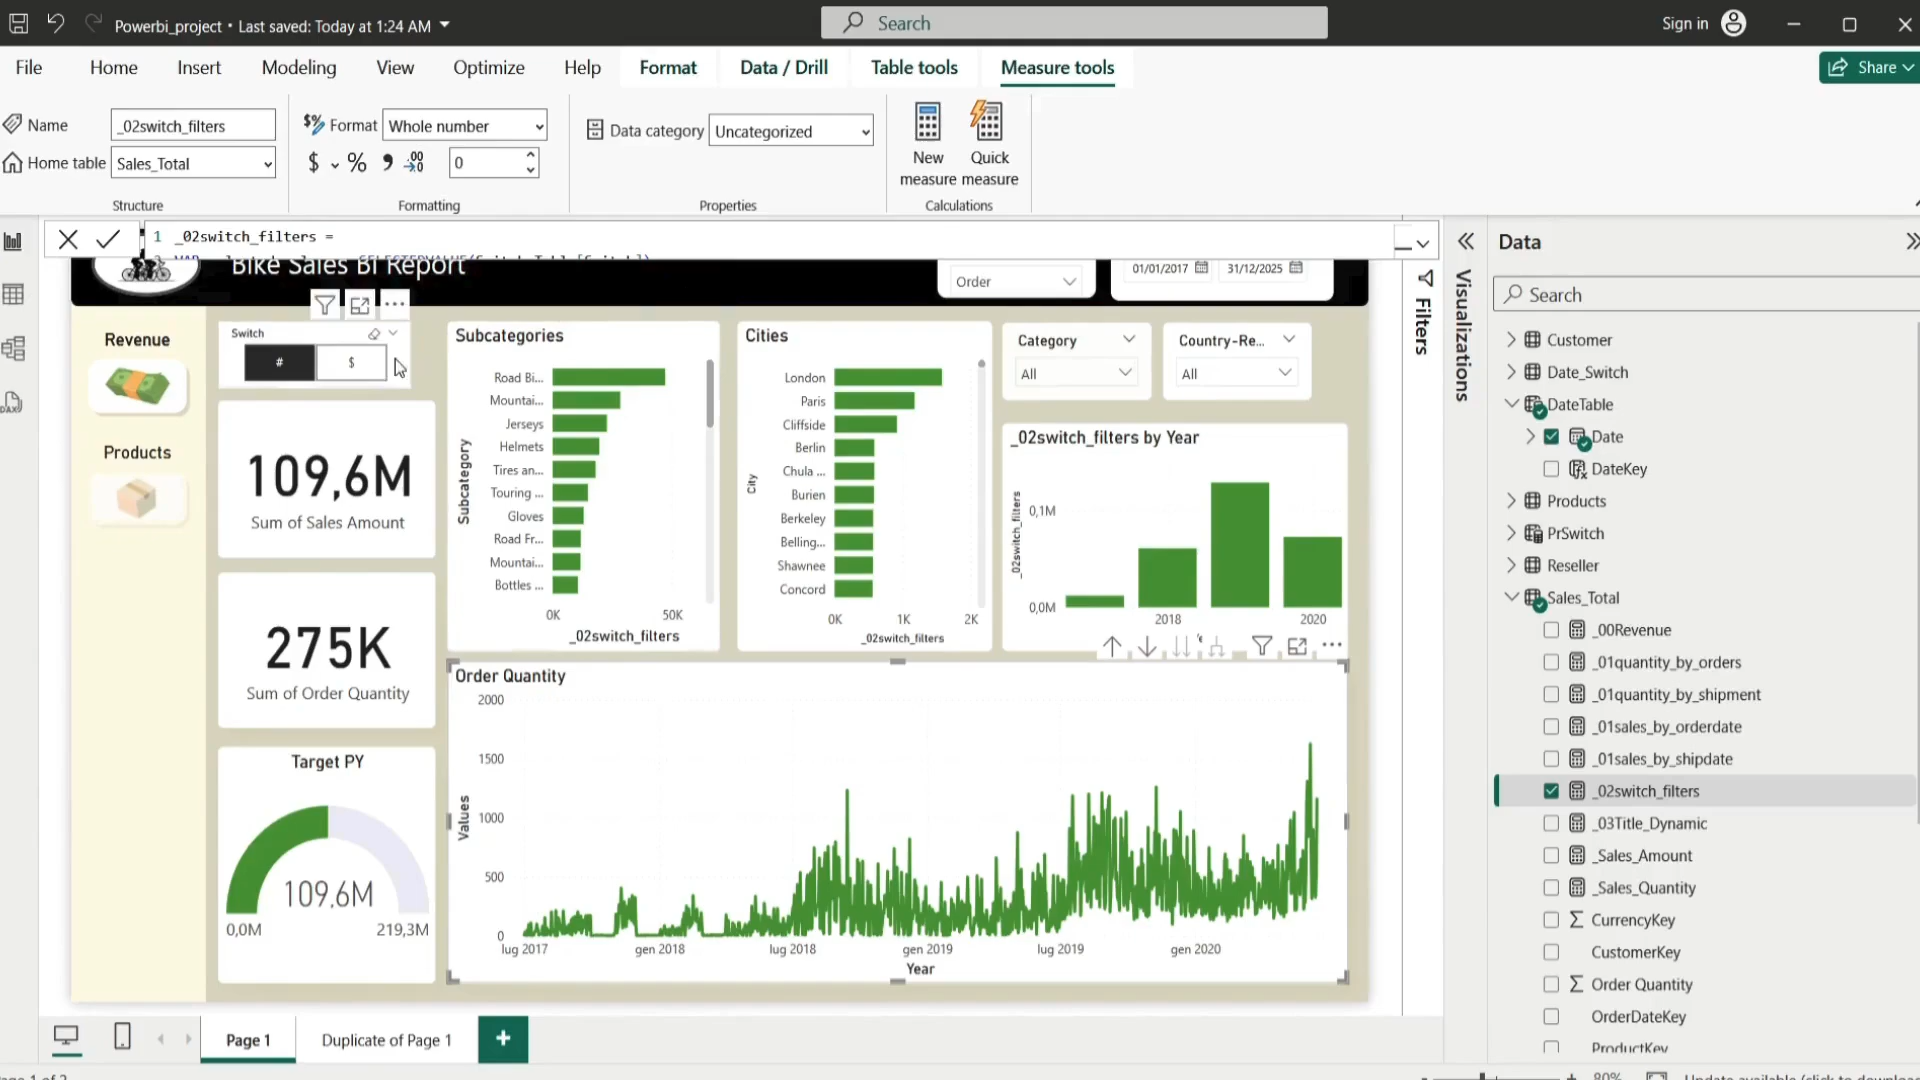 Powerbi_project • Last saved: Today at 1:24 AM
Search
Sign in
File
Home
Insert
Modeling
View
Optimize
Help
Format
Data / Drill
Table tools
Measure tools
Share
Name
_02switch_filters
Home table
Sales_Total
Structure
$% Format
Whole number
$ % 9 .00
0
Formatting
Data category
Uncategorized
Properties
New measure
Quick measure
Calculations
1 _02switch_filters =
Bike Sales BI Report
Order
01/01/2017
31/12/2025
Revenue
Products
Switch
#
$
109,6M
Sum of Sales Amount
275K
Sum of Order Quantity
Target PY
109,6M
0,0M
219,3M
Subcategories
Subcategory
Road Bi...
Mountai...
Jerseys
Helmets
Tires an...
Touring ...
Gloves
Road Fr...
Mountai...
Bottles ...
0K
50K
_02switch_filters
Cities
City
London
Paris
Cliffside
Berlin
Chula ...
Burien
Berkeley
Belling...
Shawnee
Concord
0K
1K
2K
_02switch_filters
Category
All
Country-Re...
All
_02switch_filters by Year
_02switch_filters
0,1M
0,0M
2018
2020
Order Quantity
Values
2000
1500
1000
500
0
lug 2017
gen 2018
lug 2018
gen 2019
lug 2019
gen 2020
Year
Page 1
Duplicate of Page 1
+
Filters
Visualizations
Data
Search
Customer
Date_Switch
DateTable
Date
DateKey
Products
PrSwitch
Reseller
Sales_Total
_00Revenue
_01quantity_by_orders
_01quantity_by_shipment
_01sales_by_orderdate
_01sales_by_shipdate
_02switch_filters
_03Title_Dynamic
_Sales_Amount
_Sales_Quantity
CurrencyKey
CustomerKey
Order Quantity
OrderDateKey
ProductKey
80%
Update available (click to download